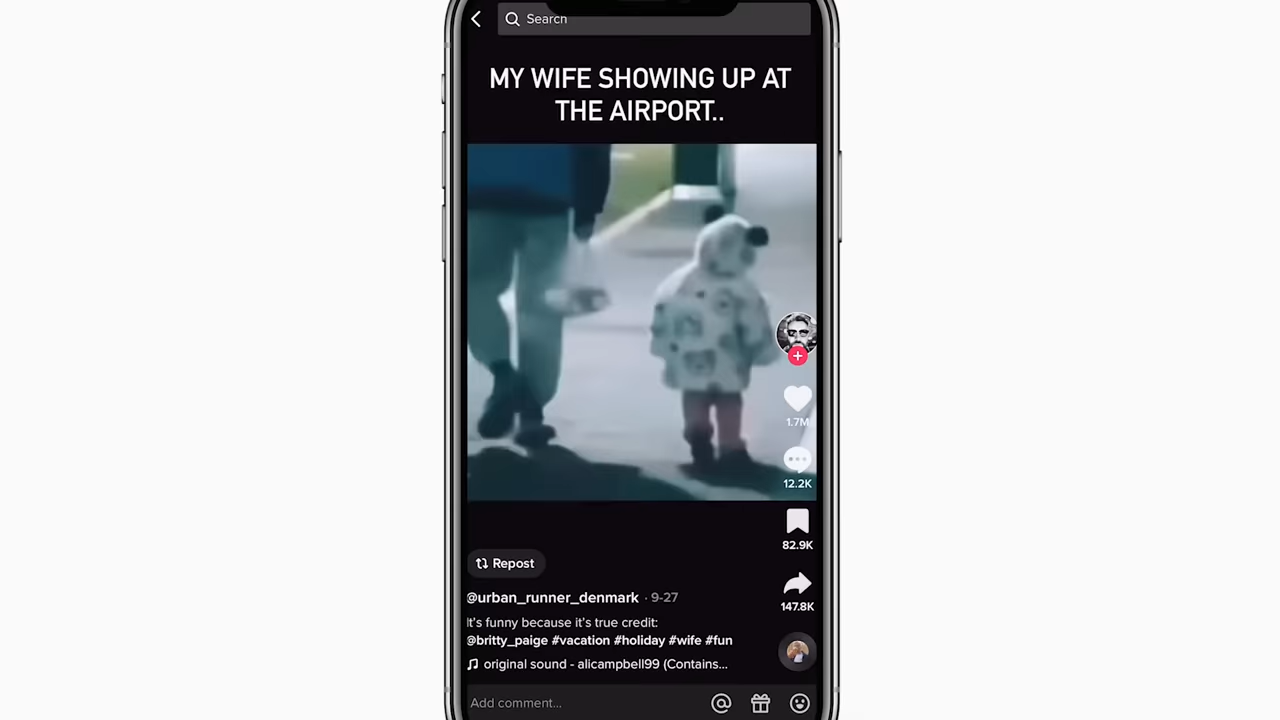 Search
MY WIFE SHOWING UP AT
THE AIRPORT..
1.7M
12.2K
82.9K
147.8K
Repost
@urban_runner_denmark · 9-27
It's funny because it's true credit:
@britty_paige #vacation #holiday #wife #fun
original sound - alicampbell99 (Contains...
Add comment...